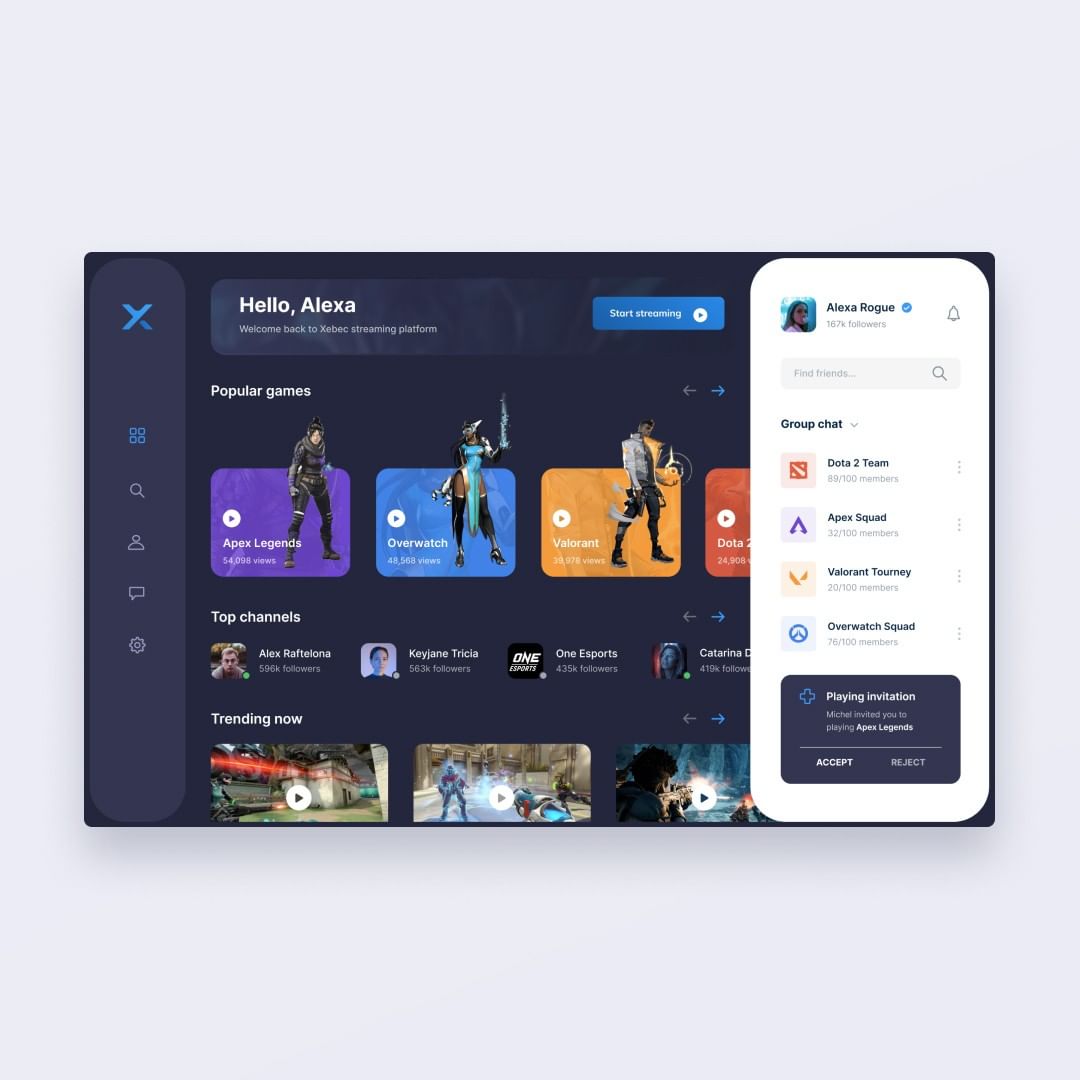 Hello, Alexa
Welcome back to Xebec streaming platform
Start streaming
Popular games
Apex Legends
54,098 views
Overwatch
48,568 views
Valorant
39,978 views
Dota 2
24,908
Top channels
Alex Raftelona
596k followers
Keyjane Tricia
563k followers
ONE
ESPORTS
One Esports
435k followers
Catarina D
419k followe
Trending now
Alexa Rogue
167k followers
Find friends...
Group chat
Dota 2 Team
89/100 members
Apex Squad
32/100 members
Valorant Tourney
20/100 members
Overwatch Squad
76/100 members
Playing invitation
Michel invited you to
playing Apex Legends
ACCEPT
REJECT